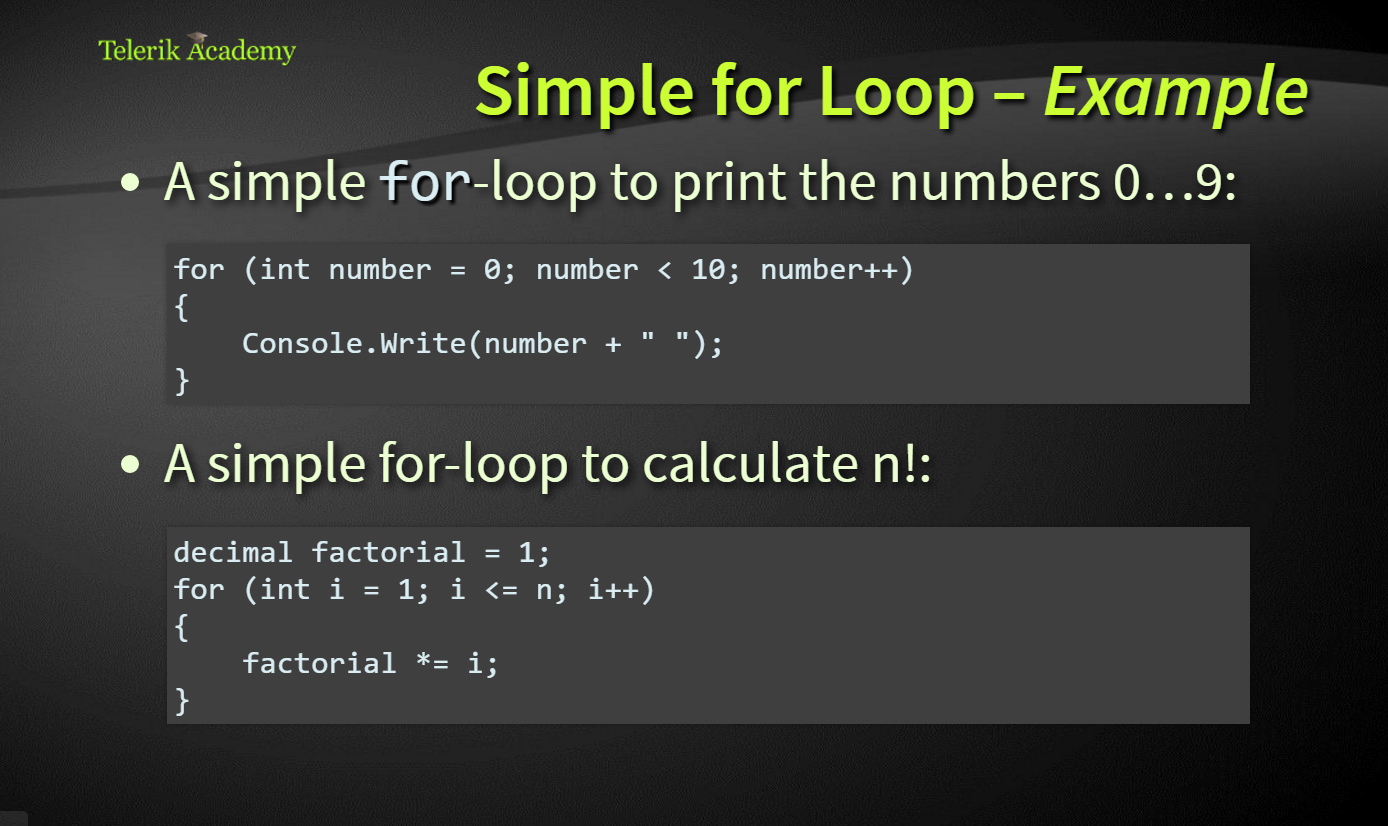 Telerik Academy
Simple for Loop – Example
• A simple for-loop to print the numbers 0…9:
for (int number = 0; number < 10; number++)
{
    Console.Write(number + " ");
}
• A simple for-loop to calculate n!:
decimal factorial = 1;
for (int i = 1; i <= n; i++)
{
    factorial *= i;
}